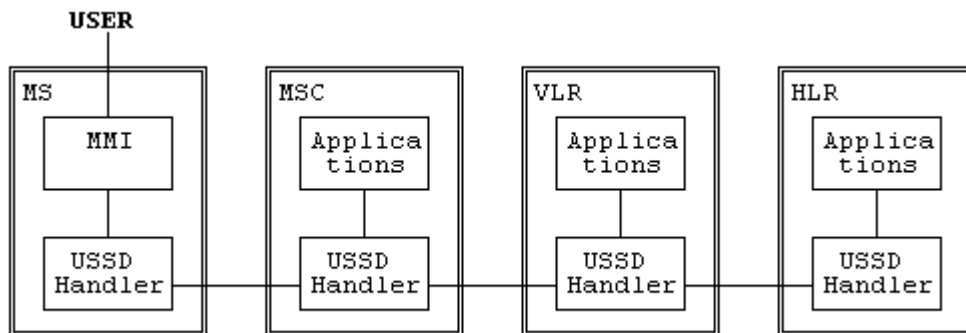 USER
MS
MSC
VLR
HLR
MMI
Applica
tions
Applica
tions
Applica
tions
USSD
Handler
USSD
Handler
USSD
Handler
USSD
Handler